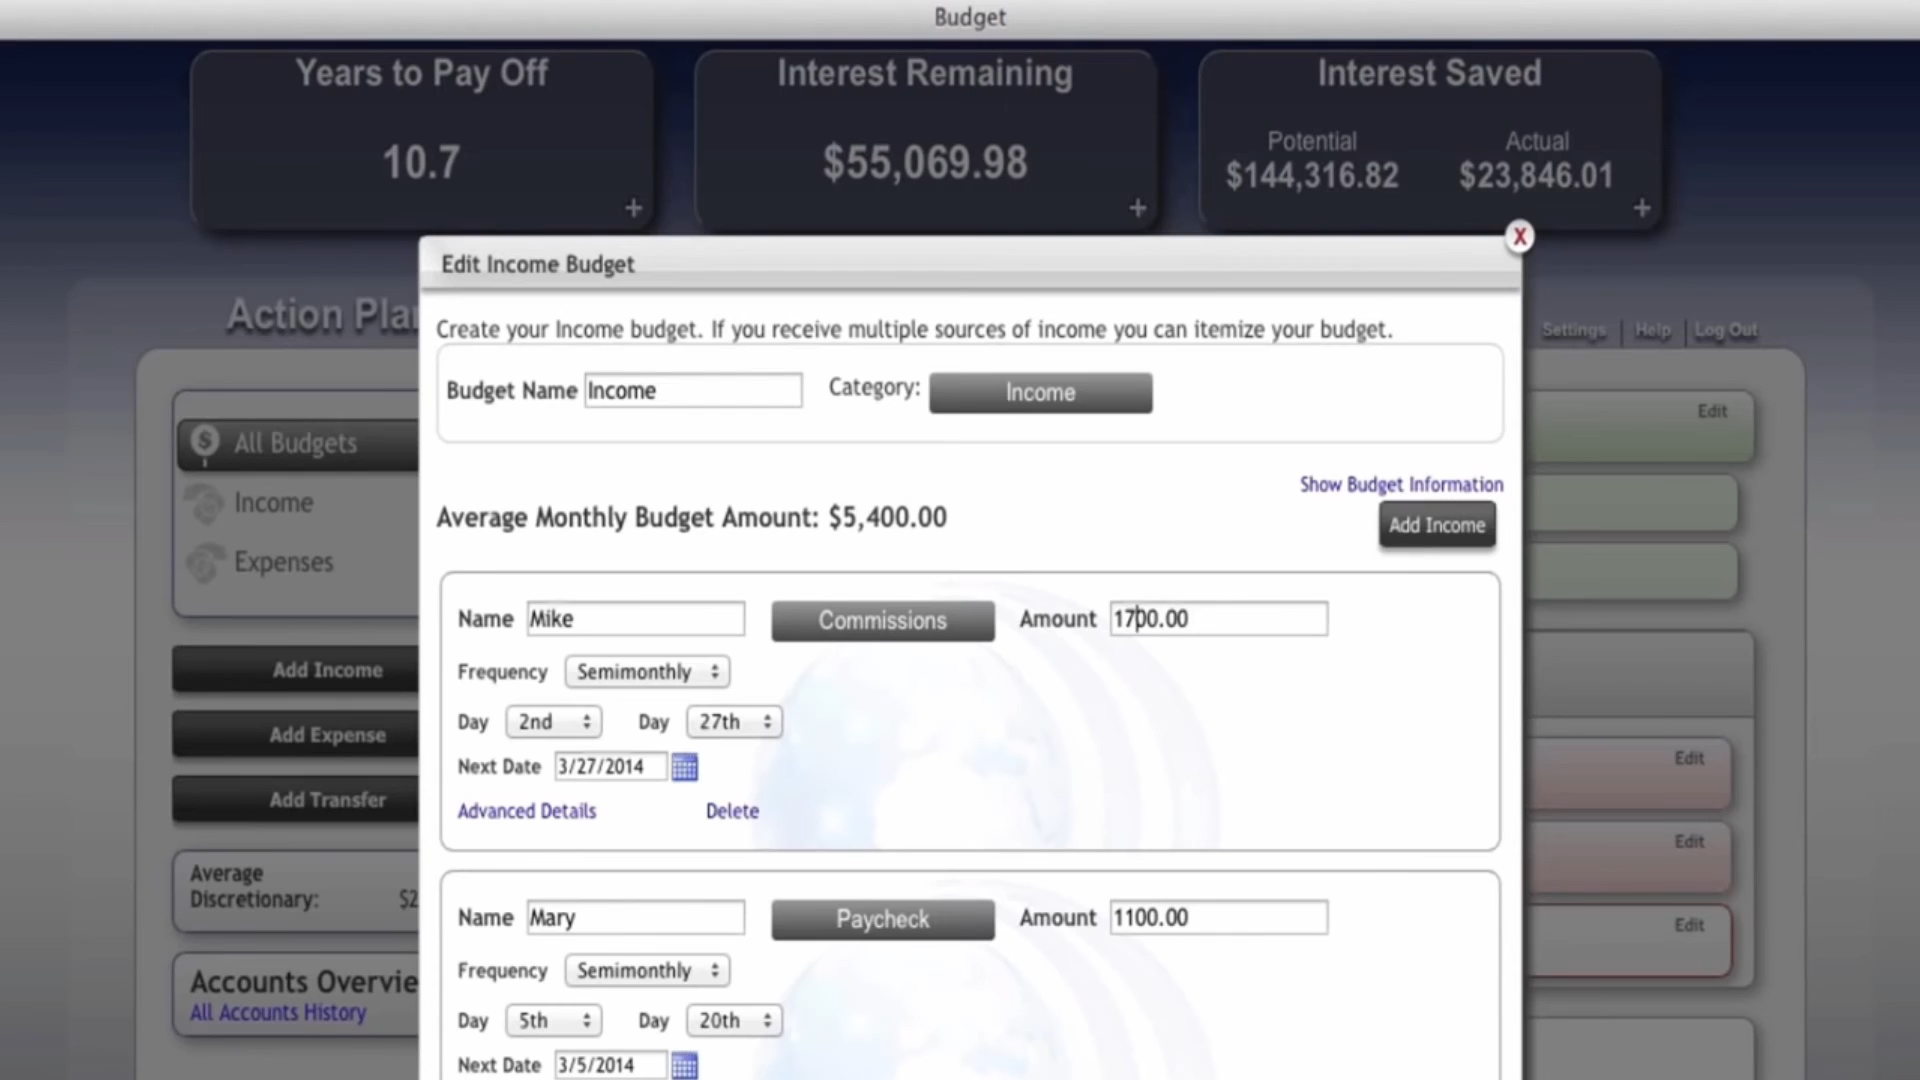 Budget
Years to Pay Off
10.7
+
Interest Remaining
$55,069.98
+
Interest Saved
Potential Actual
$144,316.82 $23,846.01
+
X
Edit Income Budget
Action Plan
Settings | Help | Log Out
Create your Income budget. If you receive multiple sources of income you can itemize your budget.
Budget Name Income Category: Income
Edit
All Budgets
Income
Expenses
Show Budget Information
Average Monthly Budget Amount: $5,400.00
Add Income
Name Mike Commissions Amount 1700.00
Frequency Semimonthly
Day 2nd Day 27th
Next Date 3/27/2014
Advanced Details Delete
Add Income
Add Expense
Add Transfer
Edit
Edit
Edit
Average
Discretionary: $2
Accounts Overvie
All Accounts History
Name Mary Paycheck Amount 1100.00
Frequency Semimonthly
Day 5th Day 20th
Next Date 3/5/2014